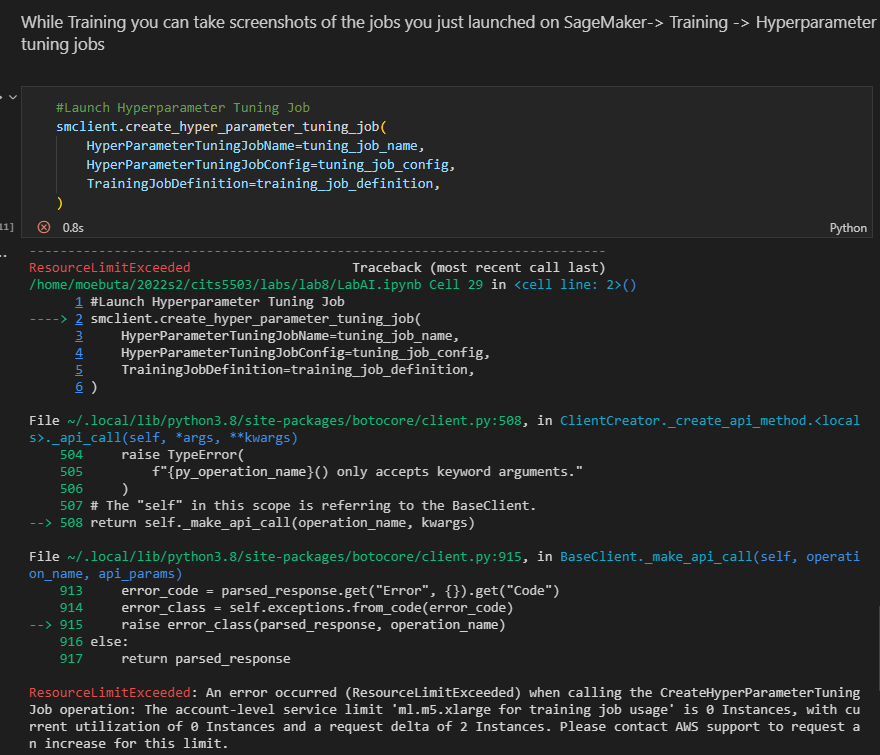 While Training you can take screenshots of the jobs you just launched on SageMaker-> Training -> Hyperparameter
tuning jobs
#Launch Hyperparameter Tuning Job
smclient.create_hyper_parameter_tuning_job(
    HyperParameterTuningJobName=tuning_job_name,
    HyperParameterTuningJobConfig=tuning_job_config,
    TrainingJobDefinition=training_job_definition,
)
11]
0.8s
Python
...
---------------------------------------------------------------------------
ResourceLimitExceeded                     Traceback (most recent call last)
/home/moebuta/2022s2/cits5503/labs/lab8/LabAI.ipynb Cell 29 in <cell line: 2>()
      1 #Launch Hyperparameter Tuning Job
----> 2 smclient.create_hyper_parameter_tuning_job(
      3     HyperParameterTuningJobName=tuning_job_name,
      4     HyperParameterTuningJobConfig=tuning_job_config,
      5     TrainingJobDefinition=training_job_definition,
      6 )
File ~/.local/lib/python3.8/site-packages/botocore/client.py:508, in ClientCreator._create_api_method.<local
s>._api_call(self, *args, **kwargs)
    504     raise TypeError(
    505         f"{py_operation_name}() only accepts keyword arguments."
    506     )
    507 # The "self" in this scope is referring to the BaseClient.
--> 508 return self._make_api_call(operation_name, kwargs)
File ~/.local/lib/python3.8/site-packages/botocore/client.py:915, in BaseClient._make_api_call(self, operati
on_name, api_params)
    913     error_code = parsed_response.get("Error", {}).get("Code")
    914     error_class = self.exceptions.from_code(error_code)
--> 915     raise error_class(parsed_response, operation_name)
    916 else:
    917     return parsed_response
ResourceLimitExceeded: An error occurred (ResourceLimitExceeded) when calling the CreateHyperParameterTuning
Job operation: The account-level service limit 'ml.m5.xlarge for training job usage' is 0 Instances, with cu
rrent utilization of 0 Instances and a request delta of 2 Instances. Please contact AWS support to request a
n increase for this limit.